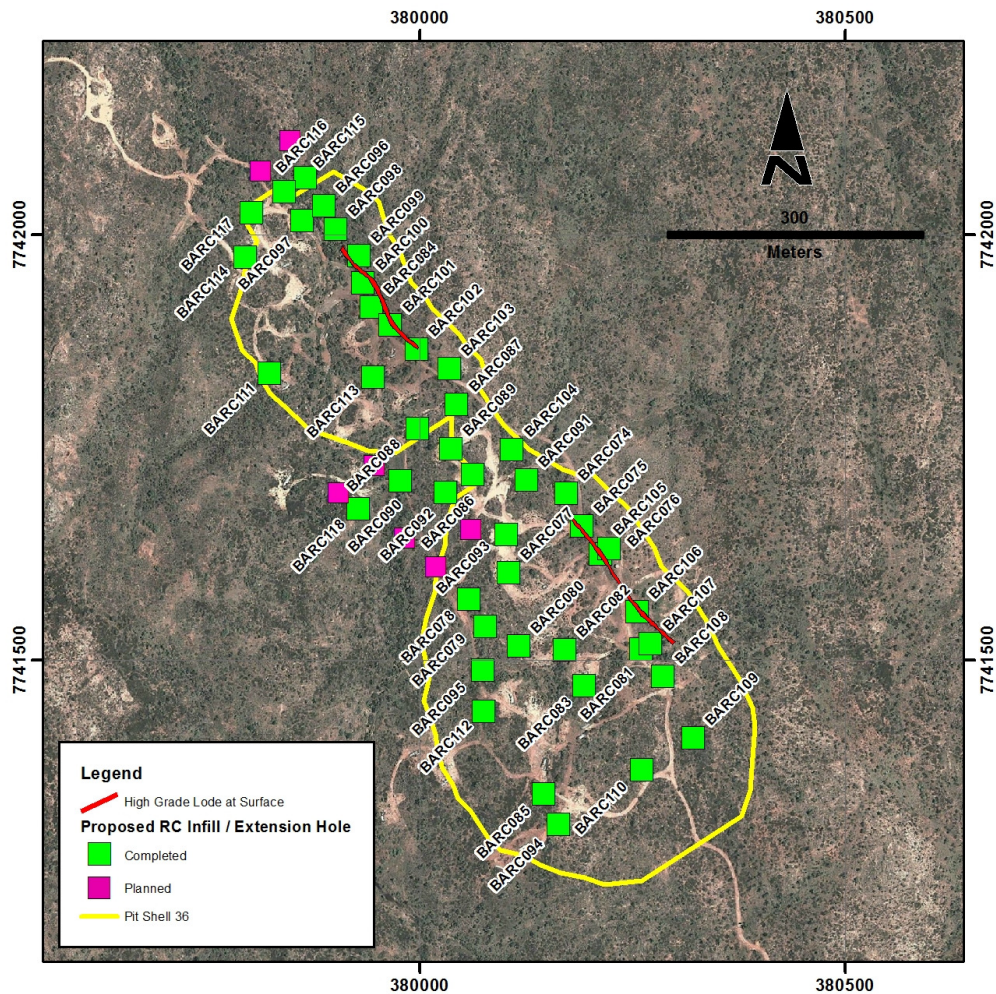 380000
380500
7742000
7742000
N
300
Meters
BARC116
BARC115
BARC096
BARC098
BARC099
BARC100
BARC084
BARC101
BARC102
BARC103
BARC087
BARC089
BARC104
BARC091
BARC074
BARC075
BARC105
BARC076
BARC106
BARC107
BARC108
BARC109
BARC117
BARC097
BARC114
BARC111
BARC113
BARC088
BARC118
BARC090
BARC092
BARC086
BARC093
BARC077
BARC078
BARC079
BARC080
BARC082
BARC095
BARC083
BARC081
BARC112
BARC085
BARC094
BARC110
7741500
7741500
Legend
High Grade Lode at Surface
Proposed RC Infill / Extension Hole
Completed
Planned
Pit Shell 36
380000
380500